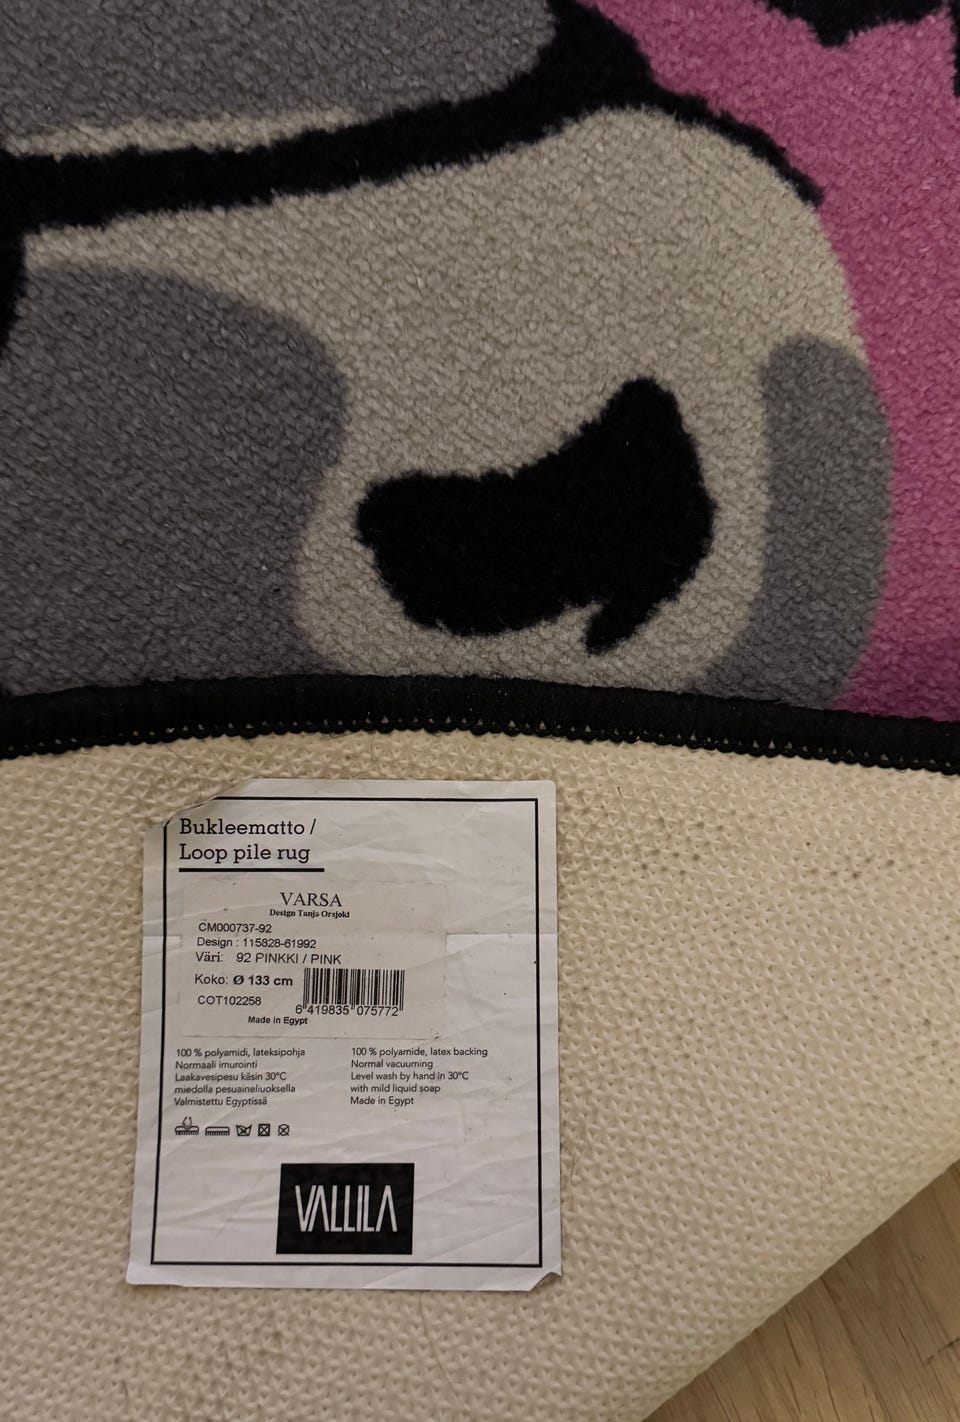 Bukleematto /
Loop pile rug
VARSA
Design Tanja Orsjoki
CM000737-92
Design : 115828-61992
Väri: 92 PINKKI / PINK
Koko: Ø 133 cm
COT102258
6 419835 075772
Made in Egypt
100 % polyamidi, lateksipohja
Normaali imurointi
Laakavesipesu käsin 30°C
miedolla pesuaineliuoksella
Valmistettu Egyptissä
100 % polyamide, latex backing
Normal vacuuming
Level wash by hand in 30°C
with mild liquid soap
Made in Egypt
VALLILA